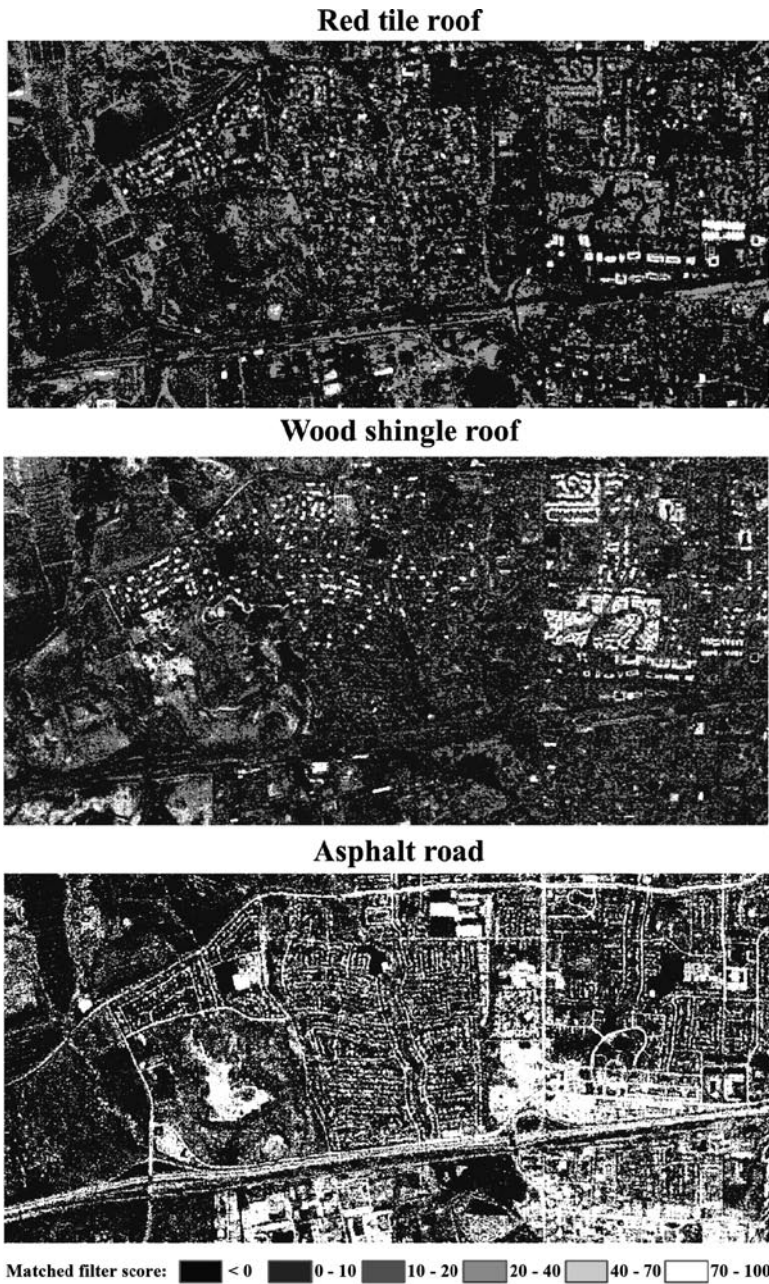 Red tile roof
Wood shingle roof
Asphalt road
Matched filter score: < 0 0 - 10 10 - 20 20 - 40 40 - 70 70 - 100